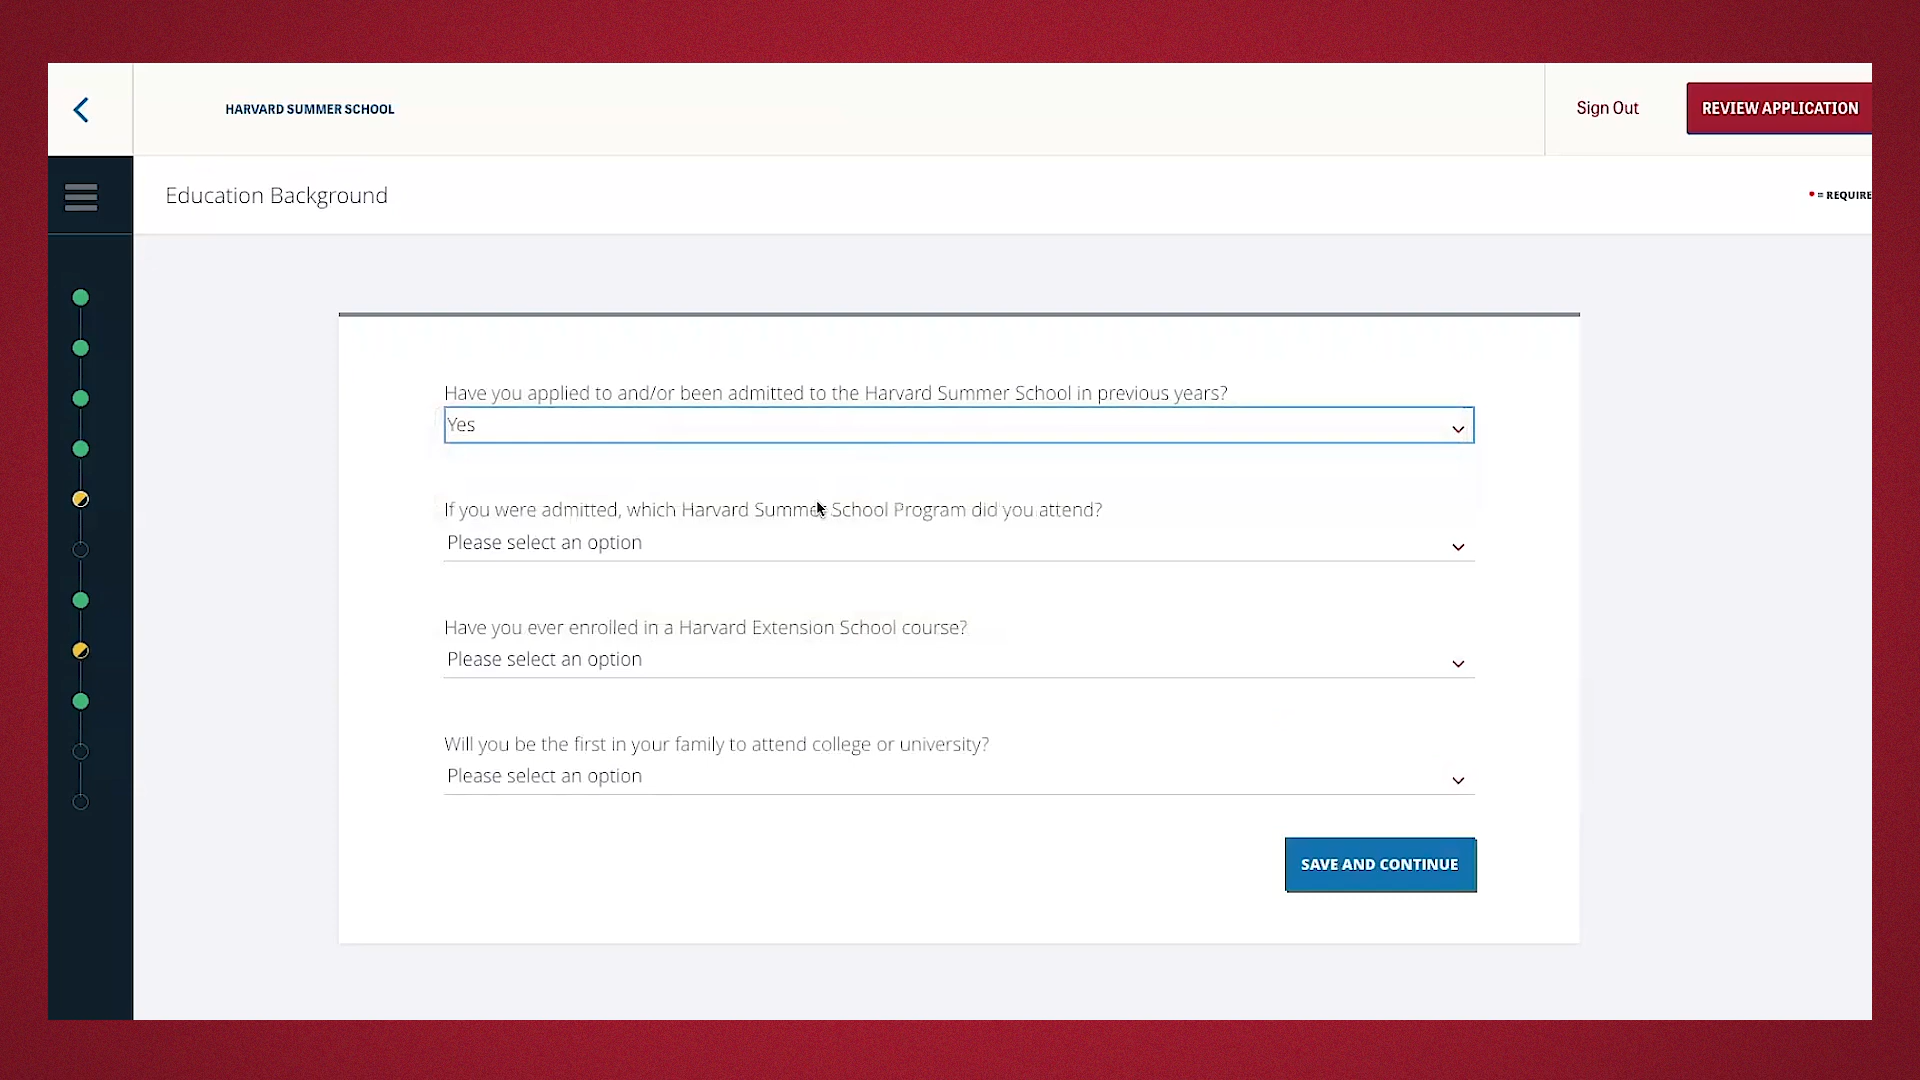 HARVARD SUMMER SCHOOL
Sign Out
REVIEW APPLICATION
Education Background
• = REQUIRE
Have you applied to and/or been admitted to the Harvard Summer School in previous years?
Yes
If you were admitted, which Harvard Summer School Program did you attend?
Please select an option
Have you ever enrolled in a Harvard Extension School course?
Please select an option
Will you be the first in your family to attend college or university?
Please select an option
SAVE AND CONTINUE